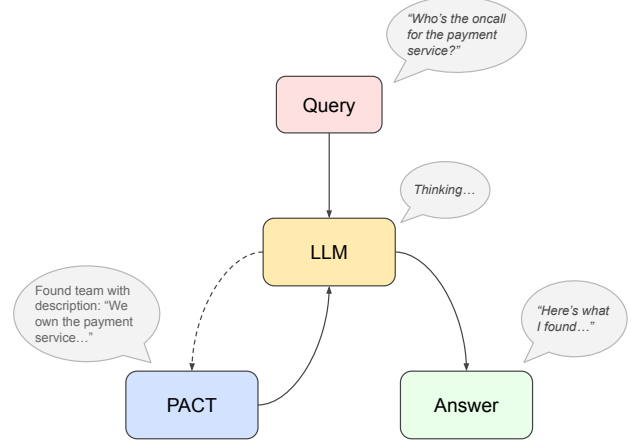 “Who’s the oncall
for the payment
service?”
Query
Thinking…
LLM
Found team with
description: “We
own the payment
service…”
“Here’s what
I found…”
PACT
Answer